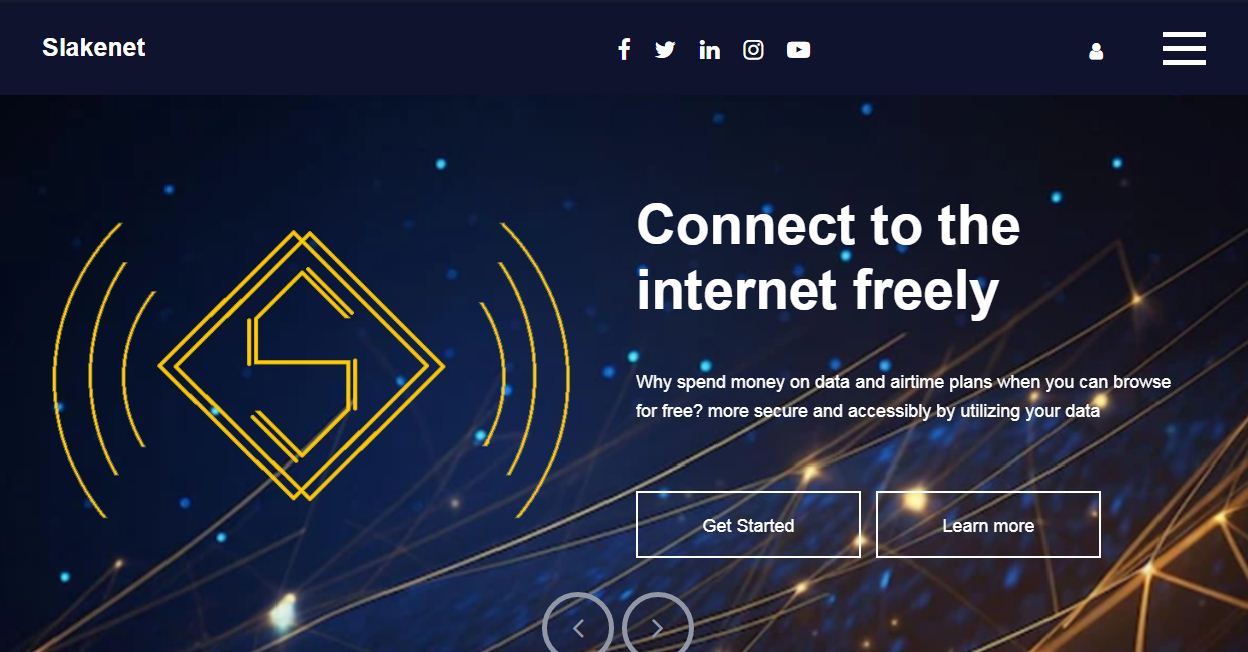 Slakenet
Connect to the
internet freely
Why spend money on data and airtime plans when you can browse
for free? more secure and accessibly by utilizing your data
Get Started
Learn more